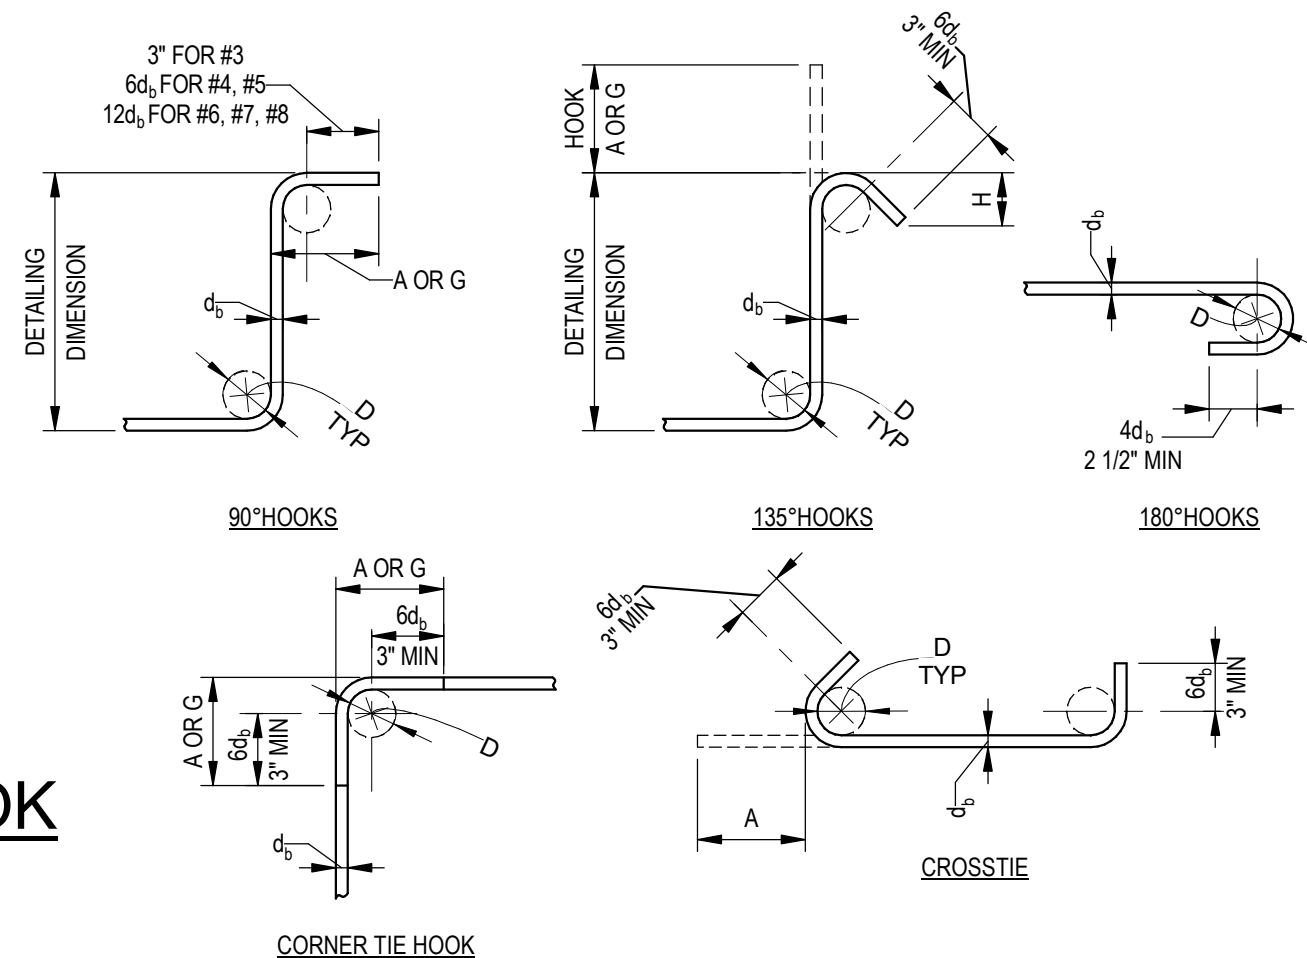 3" FOR #3
6db FOR #4, #5
12db FOR #6, #7, #8
DETAILING
DIMENSION
A OR G
db
D
TYP
90°HOOKS
HOOK
A OR G
6db
3" MIN
DETAILING
DIMENSION
H
db
D
TYP
135°HOOKS
db
D
4db
2 1/2" MIN
180°HOOKS
A OR G
6db
3" MIN
A OR G
6db
3" MIN
D
db
CORNER TIE HOOK
6db
3" MIN
D
TYP
6db
3" MIN
A
db
CROSSTIE
OK